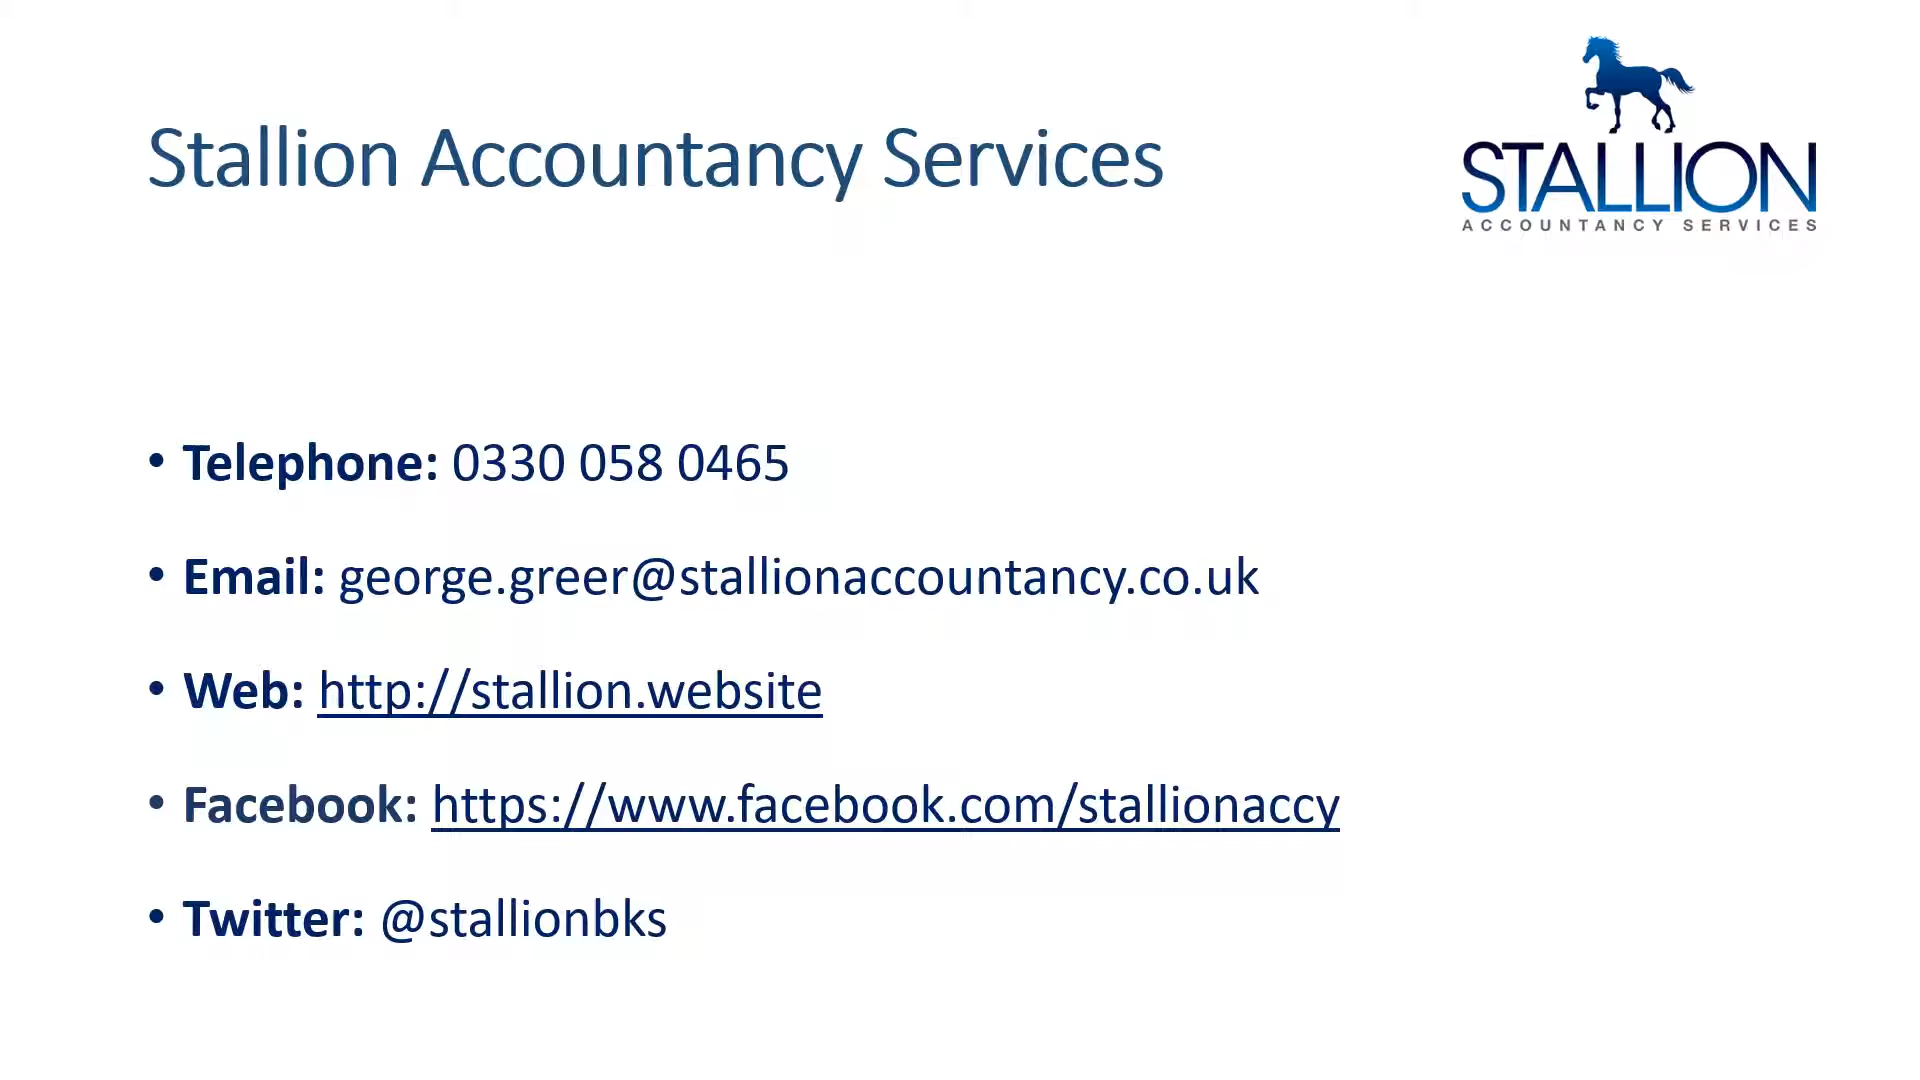 Stallion Accountancy Services
STALLION
ACCOUNTANCY SERVICES
• Telephone: 0330 058 0465
• Email: george.greer@stallionaccountancy.co.uk
• Web: http://stallion.website
• Facebook: https://www.facebook.com/stallionaccy
• Twitter: @stallionbks